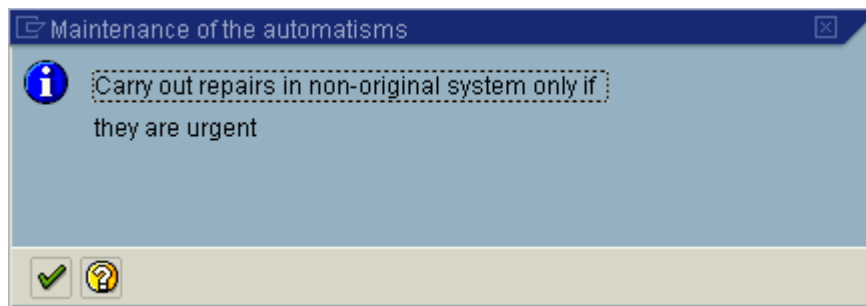 Maintenance of the automatisms
Carry out repairs in non-original system only if
they are urgent